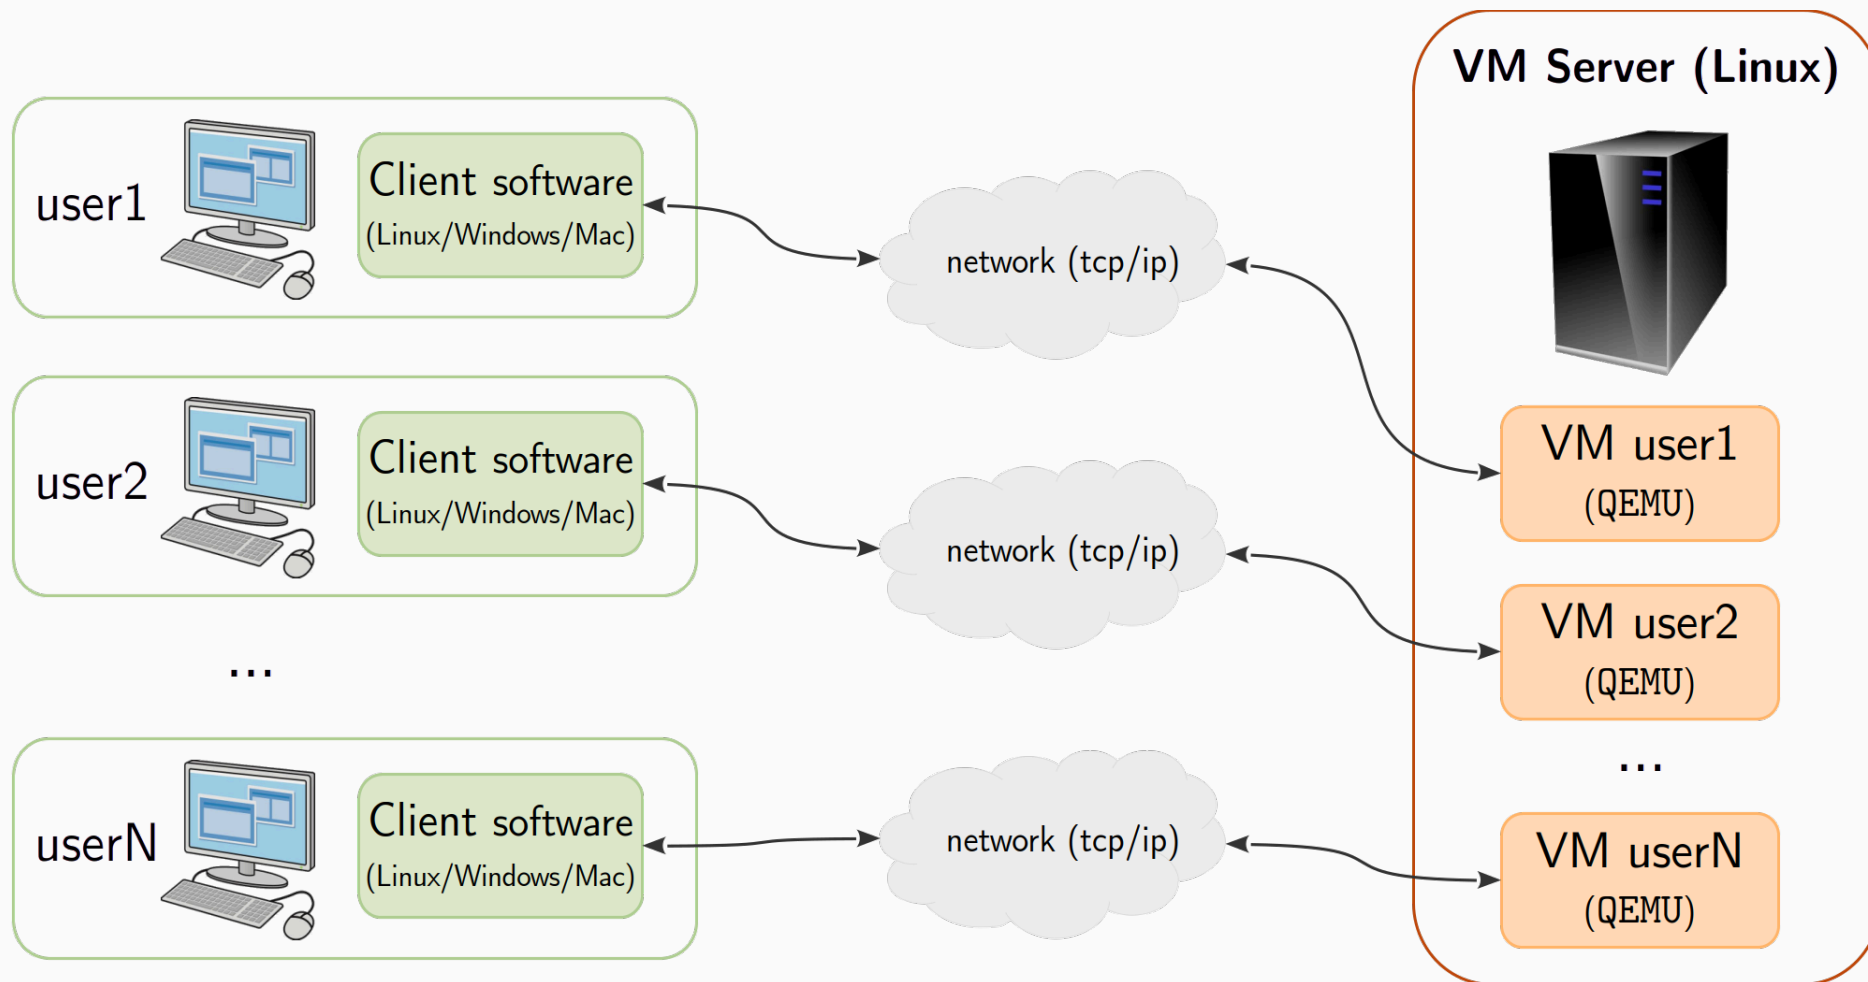 VM Server (Linux)
user1
Client software
(Linux/Windows/Mac)
network (tcp/ip)
VM user1
(QEMU)
user2
Client software
(Linux/Windows/Mac)
network (tcp/ip)
VM user2
(QEMU)
...
...
userN
Client software
(Linux/Windows/Mac)
network (tcp/ip)
VM userN
(QEMU)